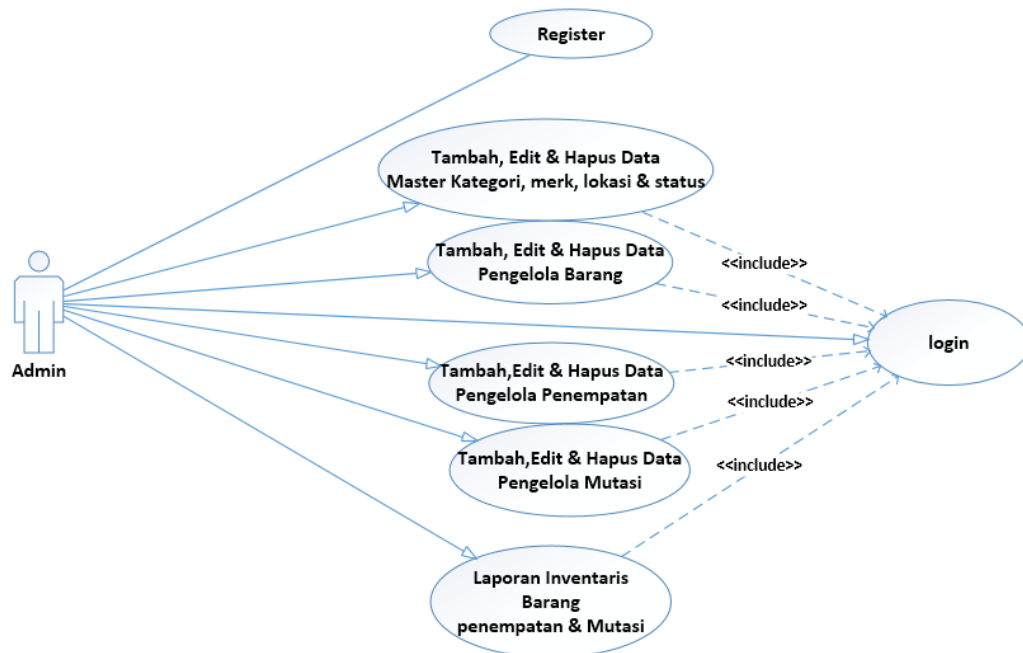 Register
Tambah, Edit & Hapus Data
Master Kategori, merk, lokasi & status
Tambah, Edit & Hapus Data
Pengelola Barang
<<include>>
<<include>>
login
Admin
Tambah,Edit & Hapus Data
Pengelola Penempatan
<<include>>
<<include>>
Tambah,Edit & Hapus Data
Pengelola Mutasi
<<include>>
Laporan Inventaris
Barang
penempatan & Mutasi